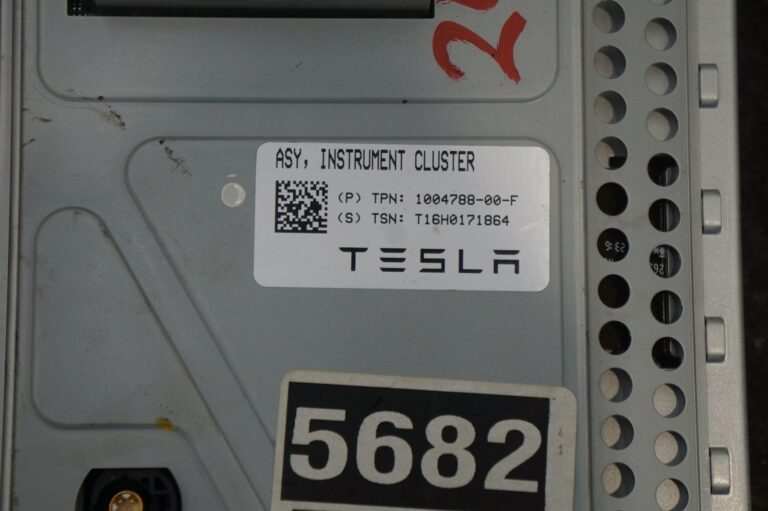 ASY, INSTRUMENT CLUSTER
(P) TPN: 1004788-00-F
(S) TSN: T16H0171864
TESLA
5682